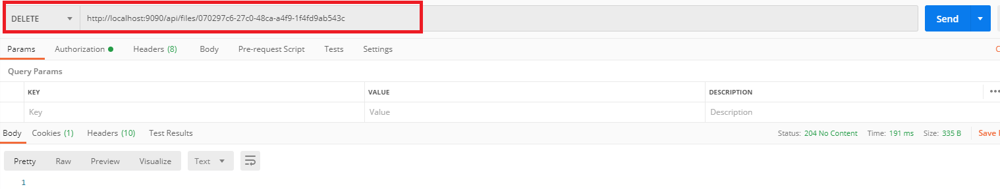 DELETE http://localhost:9090/api/files/070297c6-27c0-48ca-a4f9-1f4fd9ab543c Send
Params Authorization Headers (8) Body Pre-request Script Tests Settings C
Query Params
KEY VALUE DESCRIPTION
Key Value Description
Body Cookies (1) Headers (10) Test Results Status: 204 No Content Time: 191 ms Size: 335 B Save
Pretty Raw Preview Visualize Text
1